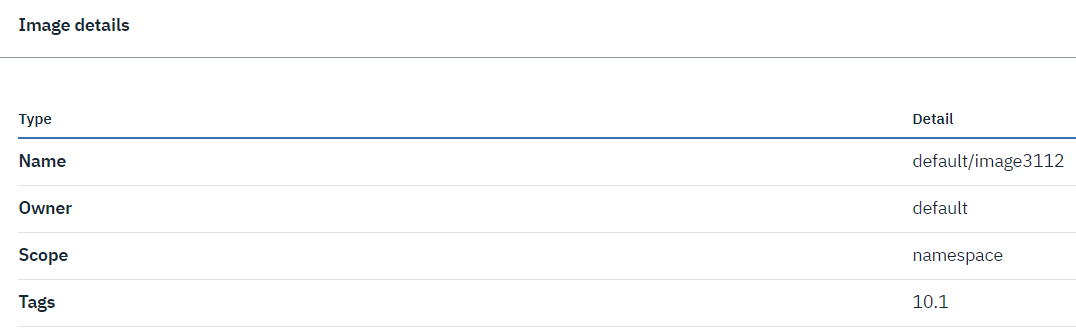 Image details
Type Detail
Name default/image3112
Owner default
Scope namespace
Tags 10.1